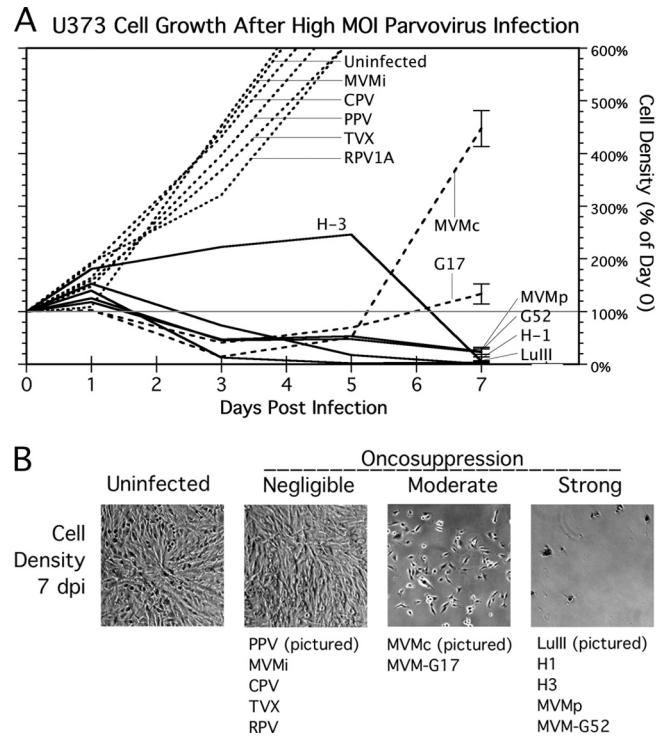 A U373 Cell Growth After High MOI Parvovirus Infection
600%
500%
400%
300%
200%
100%
0%
Cell Density (% of Day 0)
Uninfected
MVMi
CPV
PPV
TVX
RPV1A
H-3
MVMc
G17
MVMp
G52
H-1
LuIII
0 1 2 3 4 5 6 7
Days Post Infection
B
Oncosuppression
Uninfected Negligible Moderate Strong
Cell
Density
7 dpi
PPV (pictured)
MVMi
CPV
TVX
RPV
MVMc (pictured)
MVM-G17
LuIII (pictured)
H1
H3
MVMp
MVM-G52